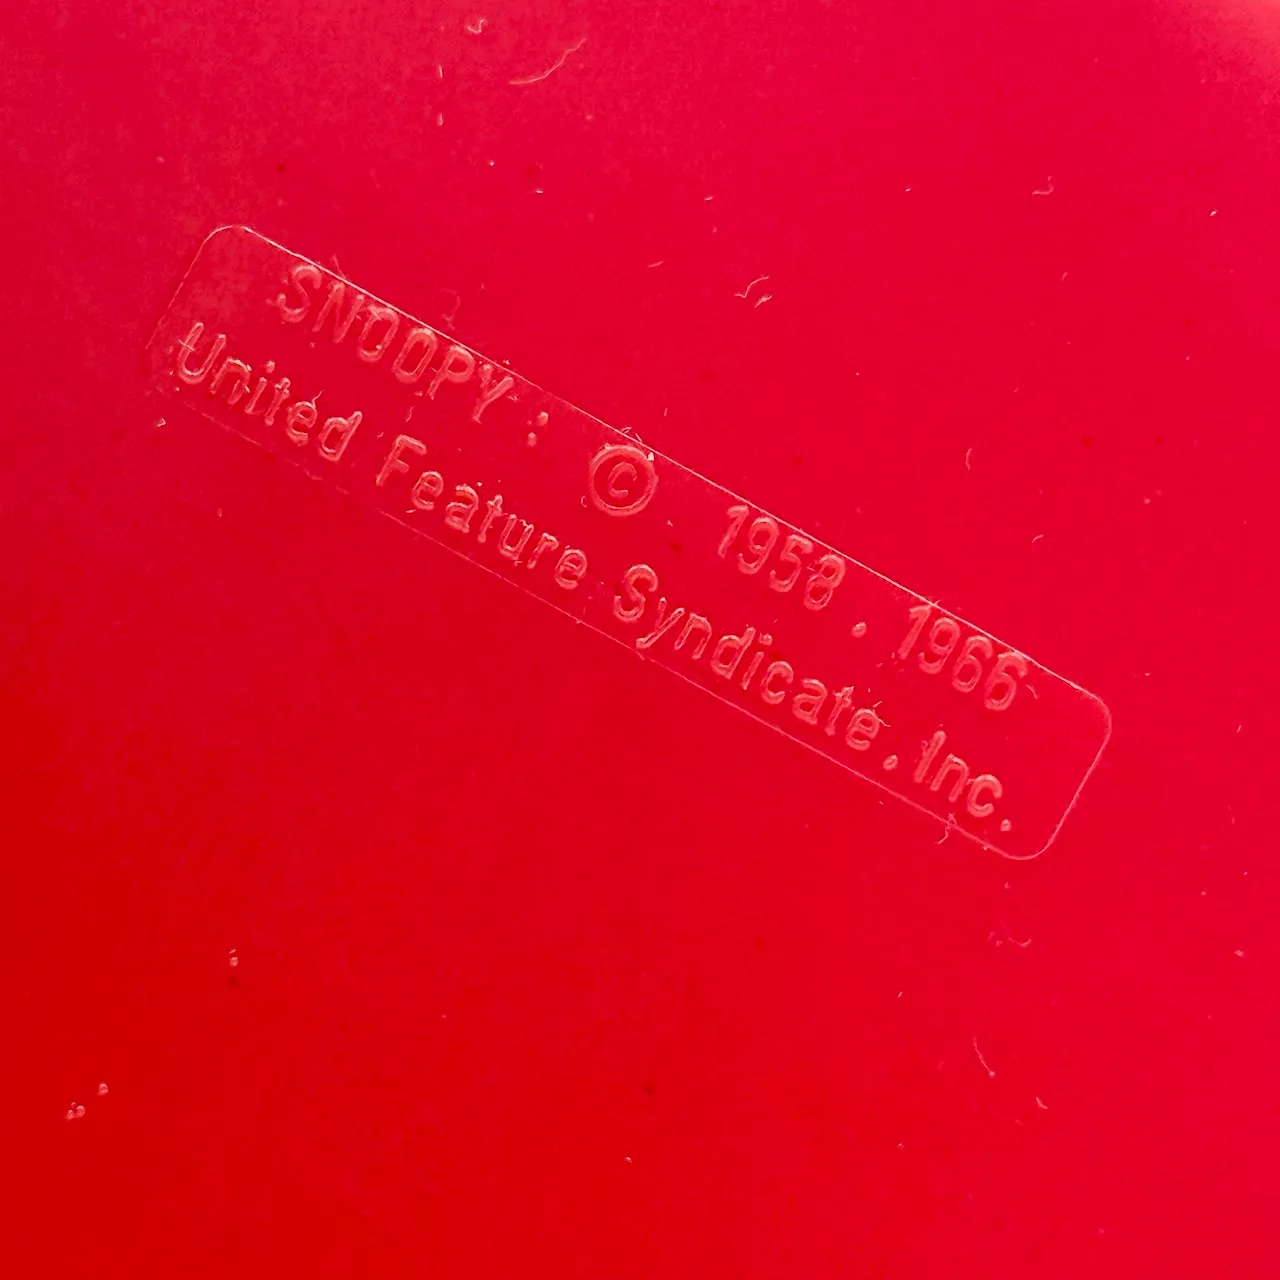 SNOOPY: © 1958. 1966
United Feature Syndicate. Inc.